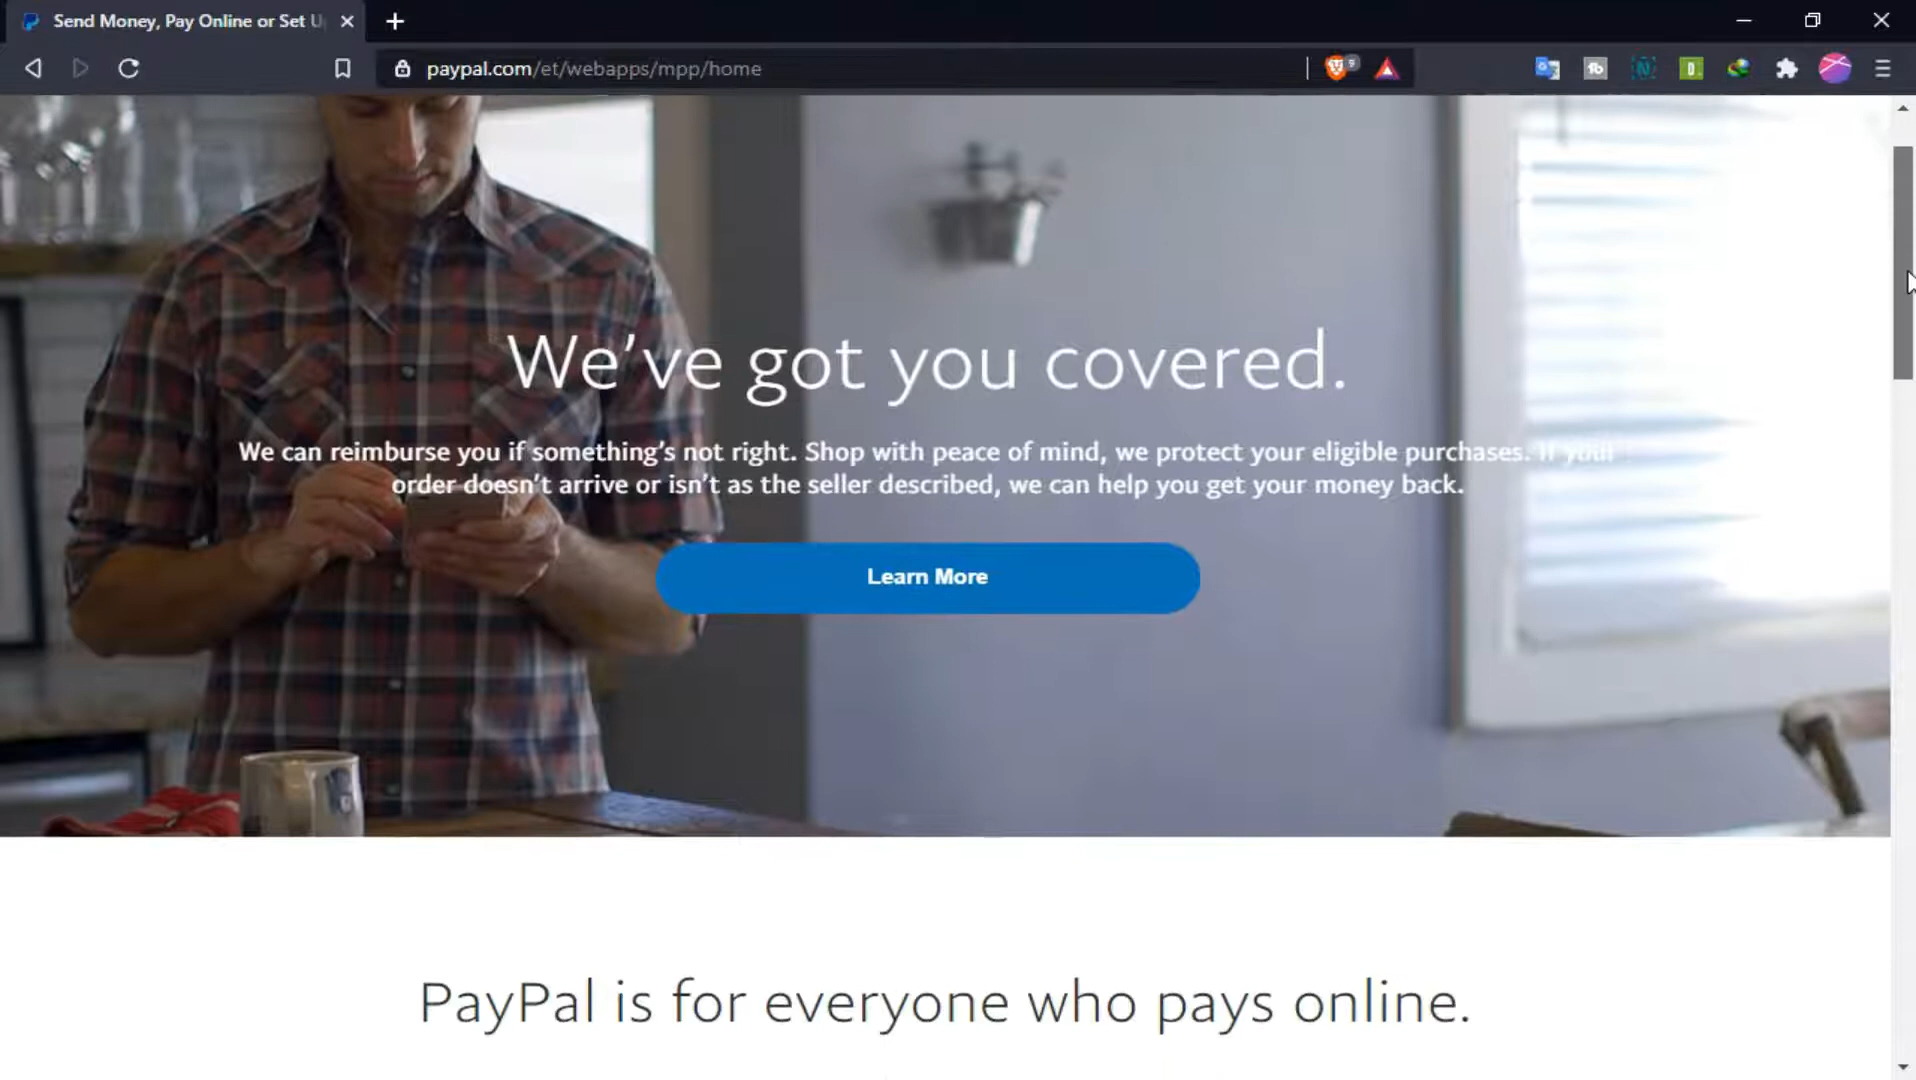 Send Money, Pay Online or Set U
paypal.com/et/webapps/mpp/home
9
We've got you covered.
We can reimburse you if something's not right. Shop with peace of mind, we protect your eligible purchases. If your
order doesn't arrive or isn't as the seller described, we can help you get your money back.
Learn More
PayPal is for everyone who pays online.